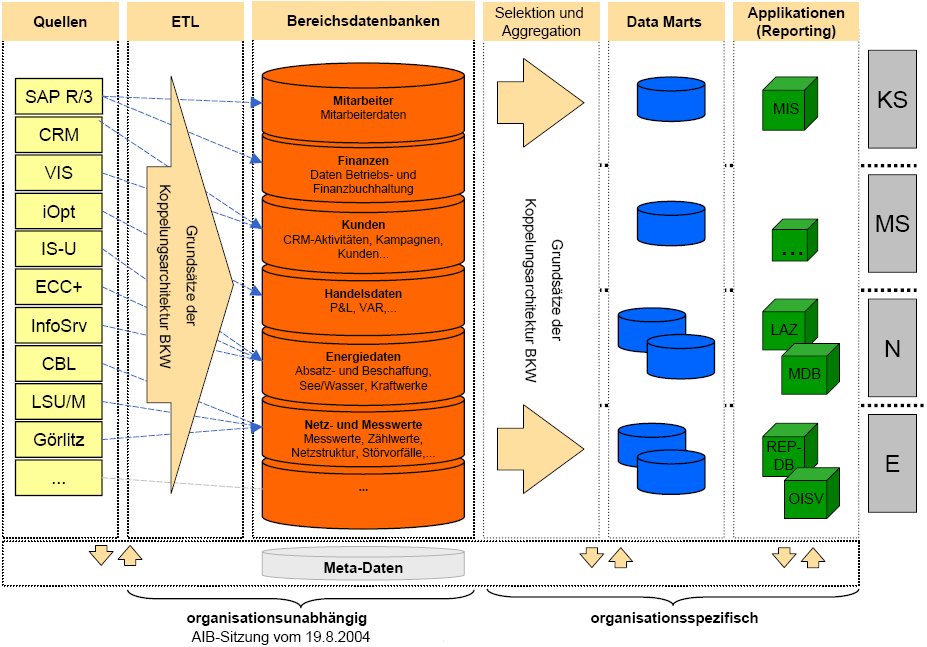 Quellen
ETL
Bereichsdatenbanken
Selektion und
Aggregation
Data Marts
Applikationen
(Reporting)
SAP R/3
CRM
VIS
iOpt
IS-U
ECC+
InfoSrv
CBL
LSU/M
Görlitz
...
Grundsätze der
Koppelungsarchitektur BKW
Mitarbeiter
Mitarbeiterdaten
Finanzen
Daten Betriebs- und
Finanzbuchhaltung
Kunden
CRM-Aktivitäten, Kampagnen,
Kunden...
Handelsdaten
P&L, VAR,...
Energiedaten
Absatz- und Beschaffung,
See/Wasser, Kraftwerke
Netz- und Messwerte
Messwerte, Zählwerte,
Netzstruktur, Störvorfälle,...
...
Grundsätze der
Koppelungsarchitektur BKW
MIS
...
LAZ
MDB
REP-
DB
OISV
KS
MS
N
E
Meta-Daten
organisationsunabhängig
AIB-Sitzung vom 19.8.2004
organisationsspezifisch